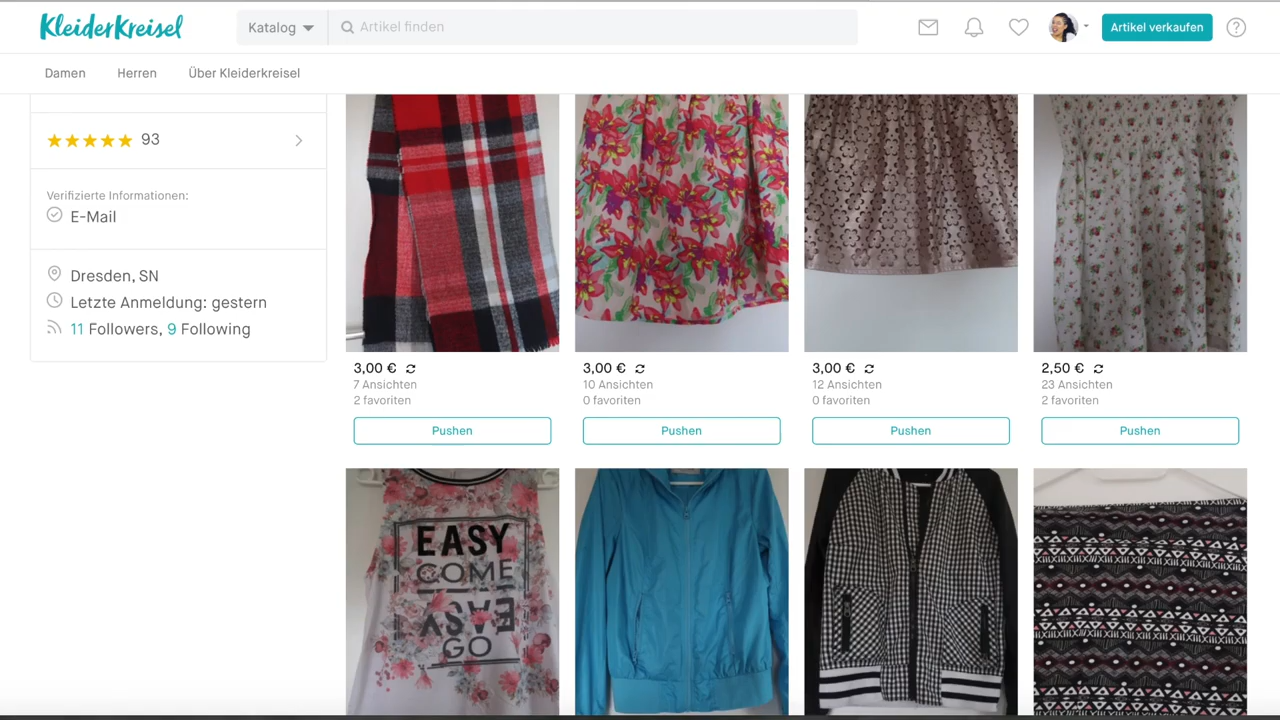 KleiderKreisel
Katalog
Artikel finden
Artikel verkaufen
?
Damen
Herren
Über Kleiderkreisel
93
Verifizierte Informationen:
E-Mail
Dresden, SN
Letzte Anmeldung: gestern
11 Followers, 9 Following
3,00 €
7 Ansichten
2 favoriten
Pushen
3,00 €
10 Ansichten
0 favoriten
Pushen
3,00 €
12 Ansichten
0 favoriten
Pushen
2,50 €
23 Ansichten
2 favoriten
Pushen
EASY
COME
EASY
GO